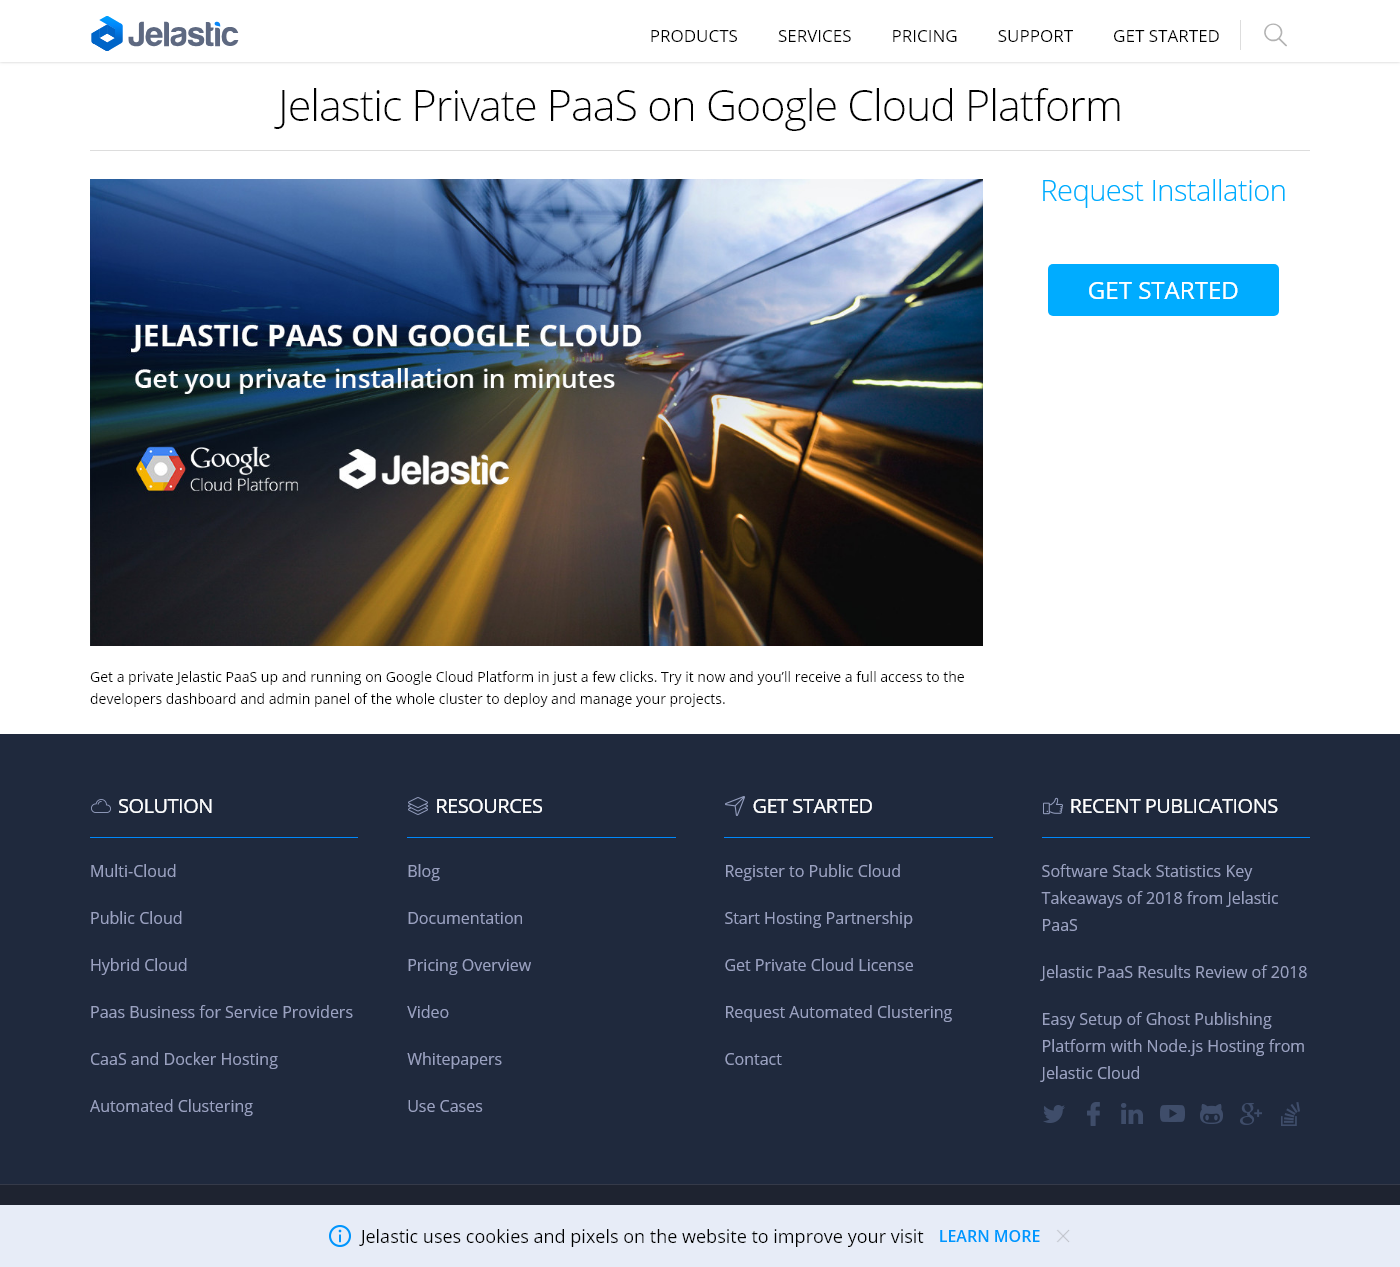 Jelastic
PRODUCTS SERVICES PRICING SUPPORT GET STARTED
Jelastic Private PaaS on Google Cloud Platform
Request Installation
GET STARTED
JELASTIC PAAS ON GOOGLE CLOUD
Get you private installation in minutes
Google
Cloud Platform
Jelastic
Get a private Jelastic PaaS up and running on Google Cloud Platform in just a few clicks. Try it now and you'll receive a full access to the
developers dashboard and admin panel of the whole cluster to deploy and manage your projects.
SOLUTION
Multi-Cloud
Public Cloud
Hybrid Cloud
Paas Business for Service Providers
CaaS and Docker Hosting
Automated Clustering
RESOURCES
Blog
Documentation
Pricing Overview
Video
Whitepapers
Use Cases
GET STARTED
Register to Public Cloud
Start Hosting Partnership
Get Private Cloud License
Request Automated Clustering
Contact
RECENT PUBLICATIONS
Software Stack Statistics Key
Takeaways of 2018 from Jelastic
PaaS
Jelastic PaaS Results Review of 2018
Easy Setup of Ghost Publishing
Platform with Node.js Hosting from
Jelastic Cloud
Jelastic uses cookies and pixels on the website to improve your visit LEARN MORE